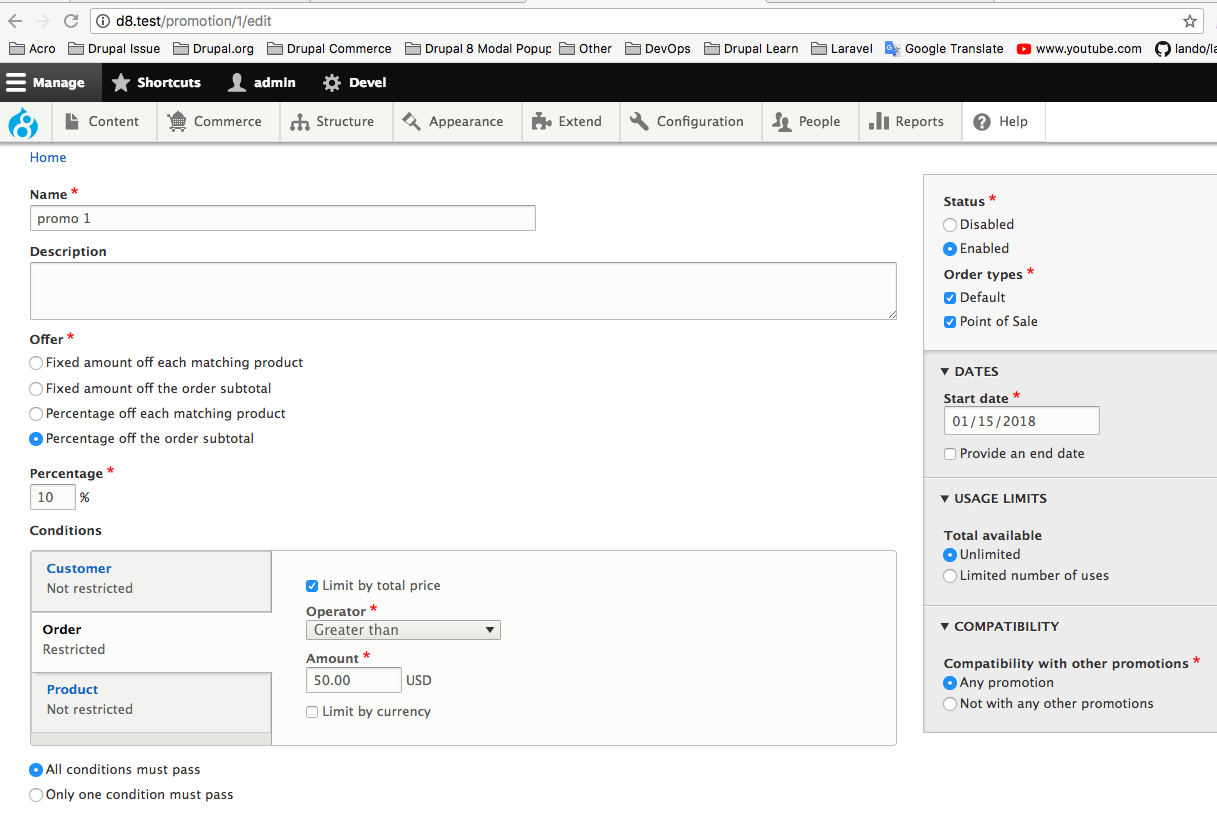 d8.test/promotion/1/edit
Acro Drupal Issue Drupal.org Drupal Commerce Drupal 8 Modal Popup Other DevOps Drupal Learn Laravel Google Translate www.youtube.com lando/la
Manage Shortcuts admin Devel
Content Commerce Structure Appearance Extend Configuration People Reports Help
Home
Name *
promo 1
Description
Offer *
Fixed amount off each matching product
Fixed amount off the order subtotal
Percentage off each matching product
Percentage off the order subtotal
Percentage *
10 %
Conditions
Customer
Not restricted
Order
Restricted
Product
Not restricted
Limit by total price
Operator *
Greater than
Amount *
50.00 USD
Limit by currency
All conditions must pass
Only one condition must pass
Status *
Disabled
Enabled
Order types *
Default
Point of Sale
DATES
Start date *
01/15/2018
Provide an end date
USAGE LIMITS
Total available
Unlimited
Limited number of uses
COMPATIBILITY
Compatibility with other promotions *
Any promotion
Not with any other promotions